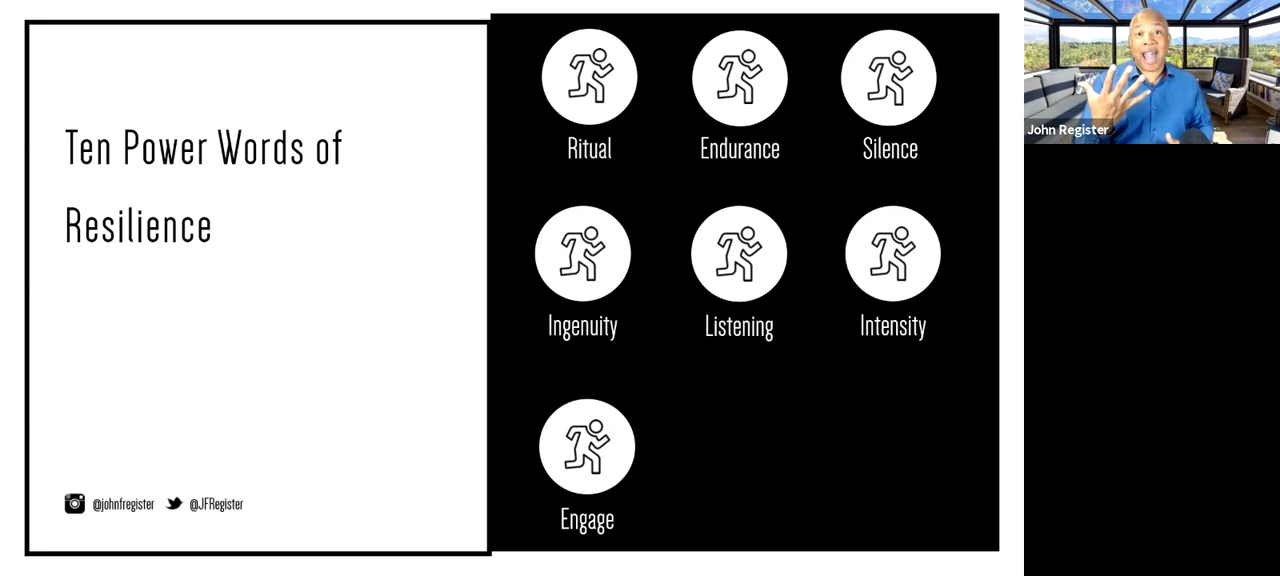 Ten Power Words of
Resilience
@johnfregister @JFRegister
Ritual Endurance Silence
Ingenuity Listening Intensity
Engage
John Register